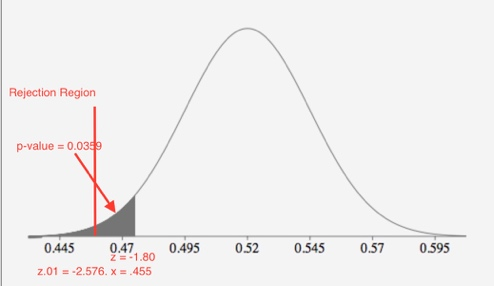 Rejection Region
p-value = 0.0359
0.445 0.47 0.495 0.52 0.545 0.57 0.595
z = -1.80
z.01 = -2.576. x = .455